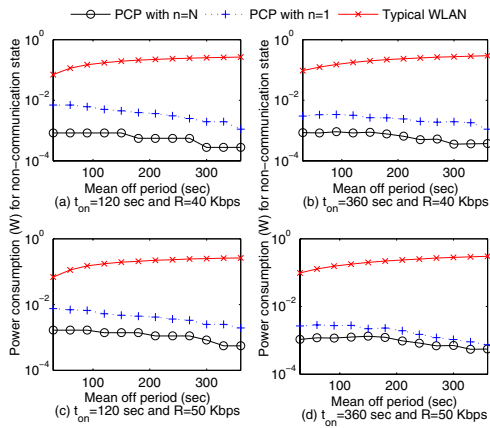 PCP with n=N PCP with n=1 Typical WLAN
Power consumption (W) for non−communication state
10^0
10^−2
10^−4
100 200 300
Mean off period (sec)
(a) t_on=120 sec and R=40 Kbps
Power consumption (W) for non−communication state
10^0
10^−2
10^−4
100 200 300
Mean off period (sec)
(b) t_on=360 sec and R=40 Kbps
10^0
10^−2
10^−4
100 200 300
Mean off period (sec)
(c) t_on=120 sec and R=50 Kbps
10^0
10^−2
10^−4
100 200 300
Mean off period (sec)
(d) t_on=360 sec and R=50 Kbps